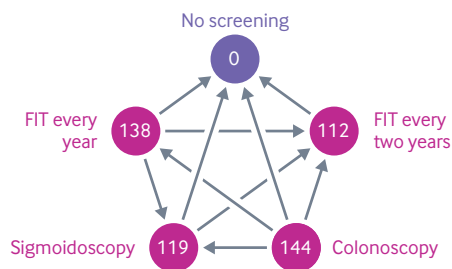 No screening
0
FIT every
year
138
112
FIT every
two years
Sigmoidoscopy
119
144
Colonoscopy